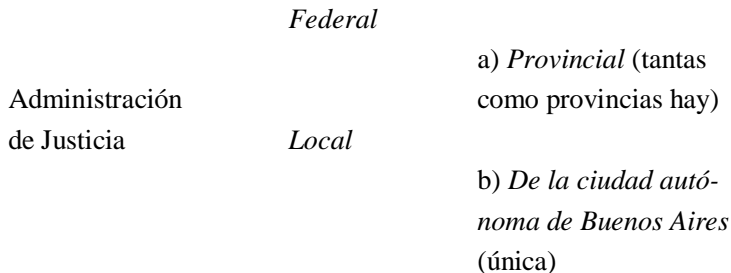 Federal
a) Provincial (tantas
Administración
como provincias hay)
de Justicia
Local
b) De la ciudad autó-
noma de Buenos Aires
(única)